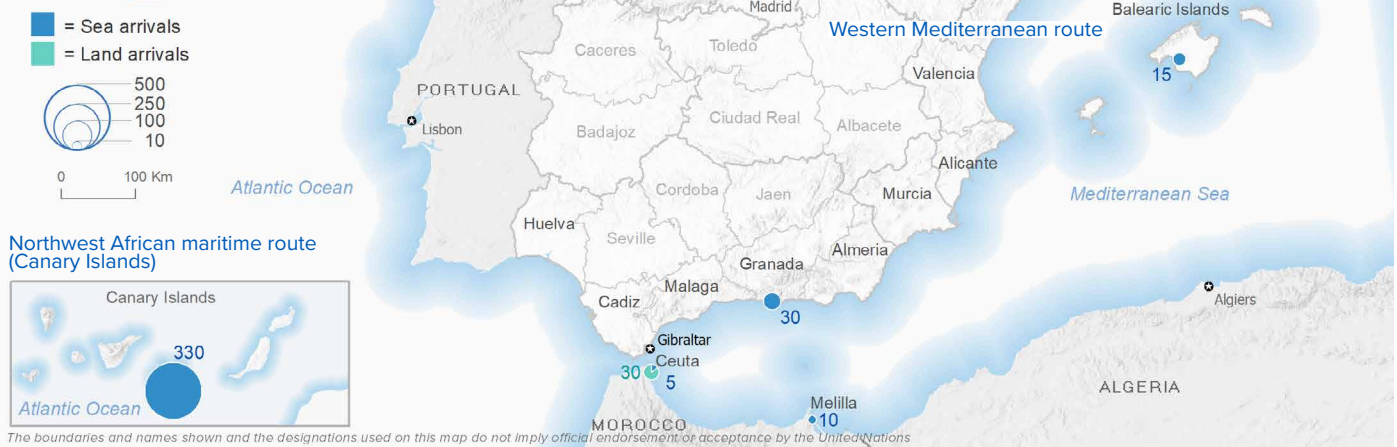 Madrid
Balearic Islands
= Sea arrivals
Western Mediterranean route
= Land arrivals
Caceres
Toledo
Valencia
15
500
250
100
10
PORTUGAL
Lisbon
Badajoz
Ciudad Real
Albacete
Alicante
0 100 Km
Atlantic Ocean
Cordoba
Jaen
Murcia
Mediterranean Sea
Huelva
Seville
Almeria
Northwest African maritime route
(Canary Islands)
Granada
Malaga
Cadiz
30
Algiers
Canary Islands
330
Atlantic Ocean
Gibraltar
Ceuta
30
5
ALGERIA
Melilla
10
MOROCCO
The boundaries and names shown and the designations used on this map do not imply official endorsement or acceptance by the United Nations